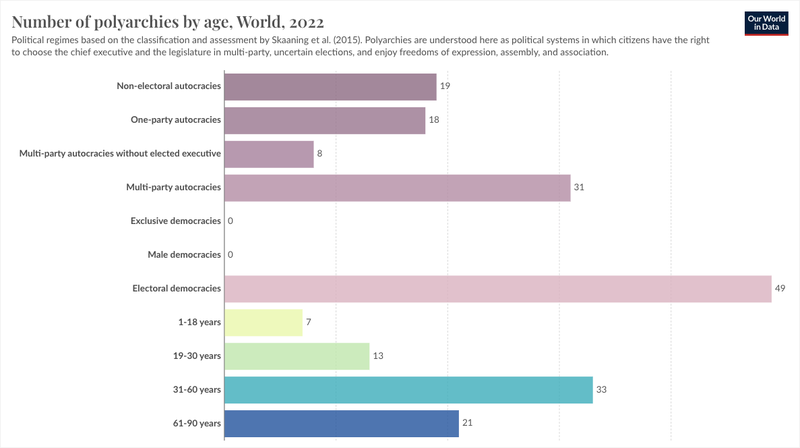 Number of polyarchies by age, World, 2022
Our World
in Data
Political regimes based on the classification and assessment by Skaaning et al. (2015). Polyarchies are understood here as political systems in which citizens have the right
to choose the chief executive and the legislature in multi-party, uncertain elections, and enjoy freedoms of expression, assembly, and association.
Non-electoral autocracies 19
One-party autocracies 18
Multi-party autocracies without elected executive 8
Multi-party autocracies 31
Exclusive democracies 0
Male democracies 0
Electoral democracies 49
1-18 years 7
19-30 years 13
31-60 years 33
61-90 years 21